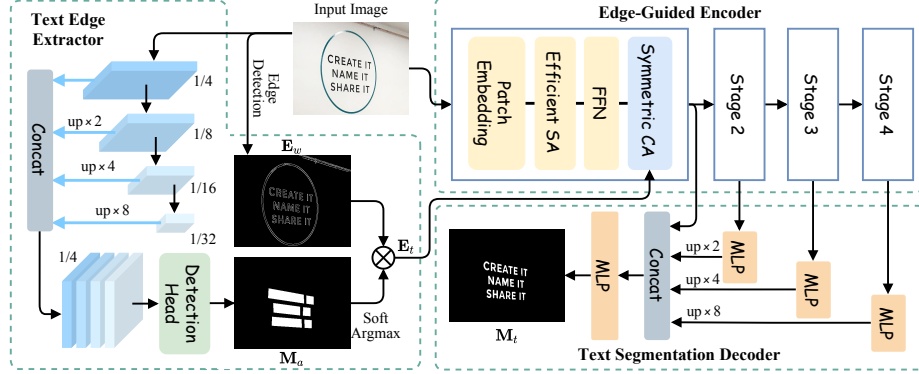 Text Edge
Extractor
Input Image
CREATE IT
NAME IT
SHARE IT
Edge
Detection
1/4
1/8
1/16
1/32
up×2
up×4
up×8
Concat
1/4
Detection
Head
E_w
CREATE IT
NAME IT
SHARE IT
E_t
Soft
Argmax
M_a
Edge-Guided Encoder
Patch
Embedding
Efficient SA
FFN
Symmetric CA
Stage 2
Stage 3
Stage 4
MLP
MLP
MLP
up×2
up×4
up×8
Concat
MLP
CREATE IT
NAME IT
SHARE IT
M_t
Text Segmentation Decoder